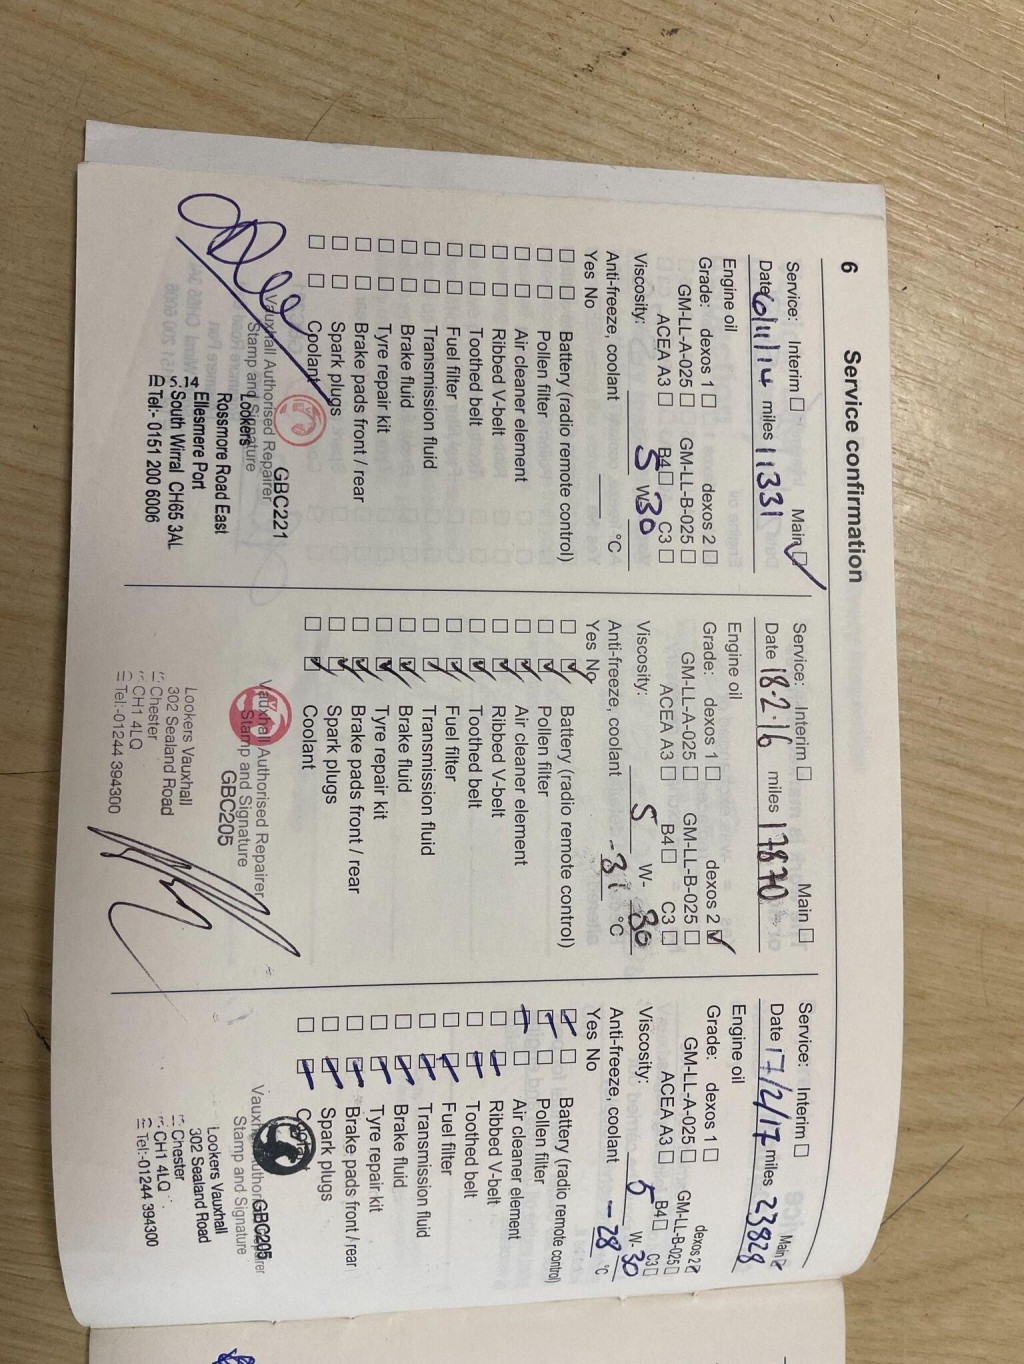 6
Service confirmation
Service: Interim ☐ Main ☑
Date 6/11/14 miles 11331
Engine oil
Grade: dexos 1 ☐ dexos 2 ☐
GM-LL-A-025 ☐ GM-LL-B-025 ☐
ACEA A3 ☐ B4 ☐ C3 ☐
Viscosity: 5 W- 30
Anti-freeze, coolant °C
Yes No
☐ ☐ Battery (radio remote control)
☐ ☐ Pollen filter
☐ ☐ Air cleaner element
☐ ☐ Ribbed V-belt
☐ ☐ Toothed belt
☐ ☐ Fuel filter
☐ ☐ Transmission fluid
☐ ☐ Brake fluid
☐ ☐ Tyre repair kit
☐ ☐ Brake pads front / rear
☐ ☐ Spark plugs
☐ ☐ Coolant
GBC221
Vauxhall Authorised Repairer
Stamp and Signature
Lookers
Rossmore Road East
Ellesmere Port
South Wirral CH65 3AL
Tel:- 0151 200 6006
Service: Interim ☐ Main ☐
Date 18-2-16 miles 17870
Engine oil
Grade: dexos 1 ☐ dexos 2 ☑
GM-LL-A-025 ☐ GM-LL-B-025 ☐
ACEA A3 ☐ B4 ☐ C3 ☐
Viscosity: 5 W- 30
Anti-freeze, coolant -31 °C
Yes No
☐ ☑ Battery (radio remote control)
☐ ☑ Pollen filter
☐ ☑ Air cleaner element
☐ ☑ Ribbed V-belt
☐ ☑ Toothed belt
☐ ☑ Fuel filter
☐ ☑ Transmission fluid
☐ ☑ Brake fluid
☐ ☑ Tyre repair kit
☐ ☑ Brake pads front / rear
☐ ☑ Spark plugs
☐ ☑ Coolant
Vauxhall Authorised Repairer
Stamp and Signature
GBC205
Lookers Vauxhall
302 Sealand Road
Chester
CH1 4LQ
Tel:-01244 394300
Service: Interim ☐ Main ☑
Date 17/2/17 miles 23828
Engine oil
Grade: dexos 1 ☐ dexos 2 ☑
GM-LL-A-025 ☐ GM-LL-B-025 ☐
ACEA A3 ☐ B4 ☐ C3 ☐
Viscosity: 5 W- 30
Anti-freeze, coolant -28 °C
Yes No
☑ ☐ Battery (radio remote control)
☑ ☐ Pollen filter
☑ ☐ Air cleaner element
☐ ☑ Ribbed V-belt
☐ ☑ Toothed belt
☐ ☑ Fuel filter
☐ ☑ Transmission fluid
☐ ☑ Brake fluid
☐ ☑ Tyre repair kit
☐ ☑ Brake pads front / rear
☐ ☑ Spark plugs
☐ ☑ Coolant
GBC205
Vauxhall Authorised Repairer
Stamp and Signature
Lookers Vauxhall
302 Sealand Road
Chester
CH1 4LQ
Tel:-01244 394300